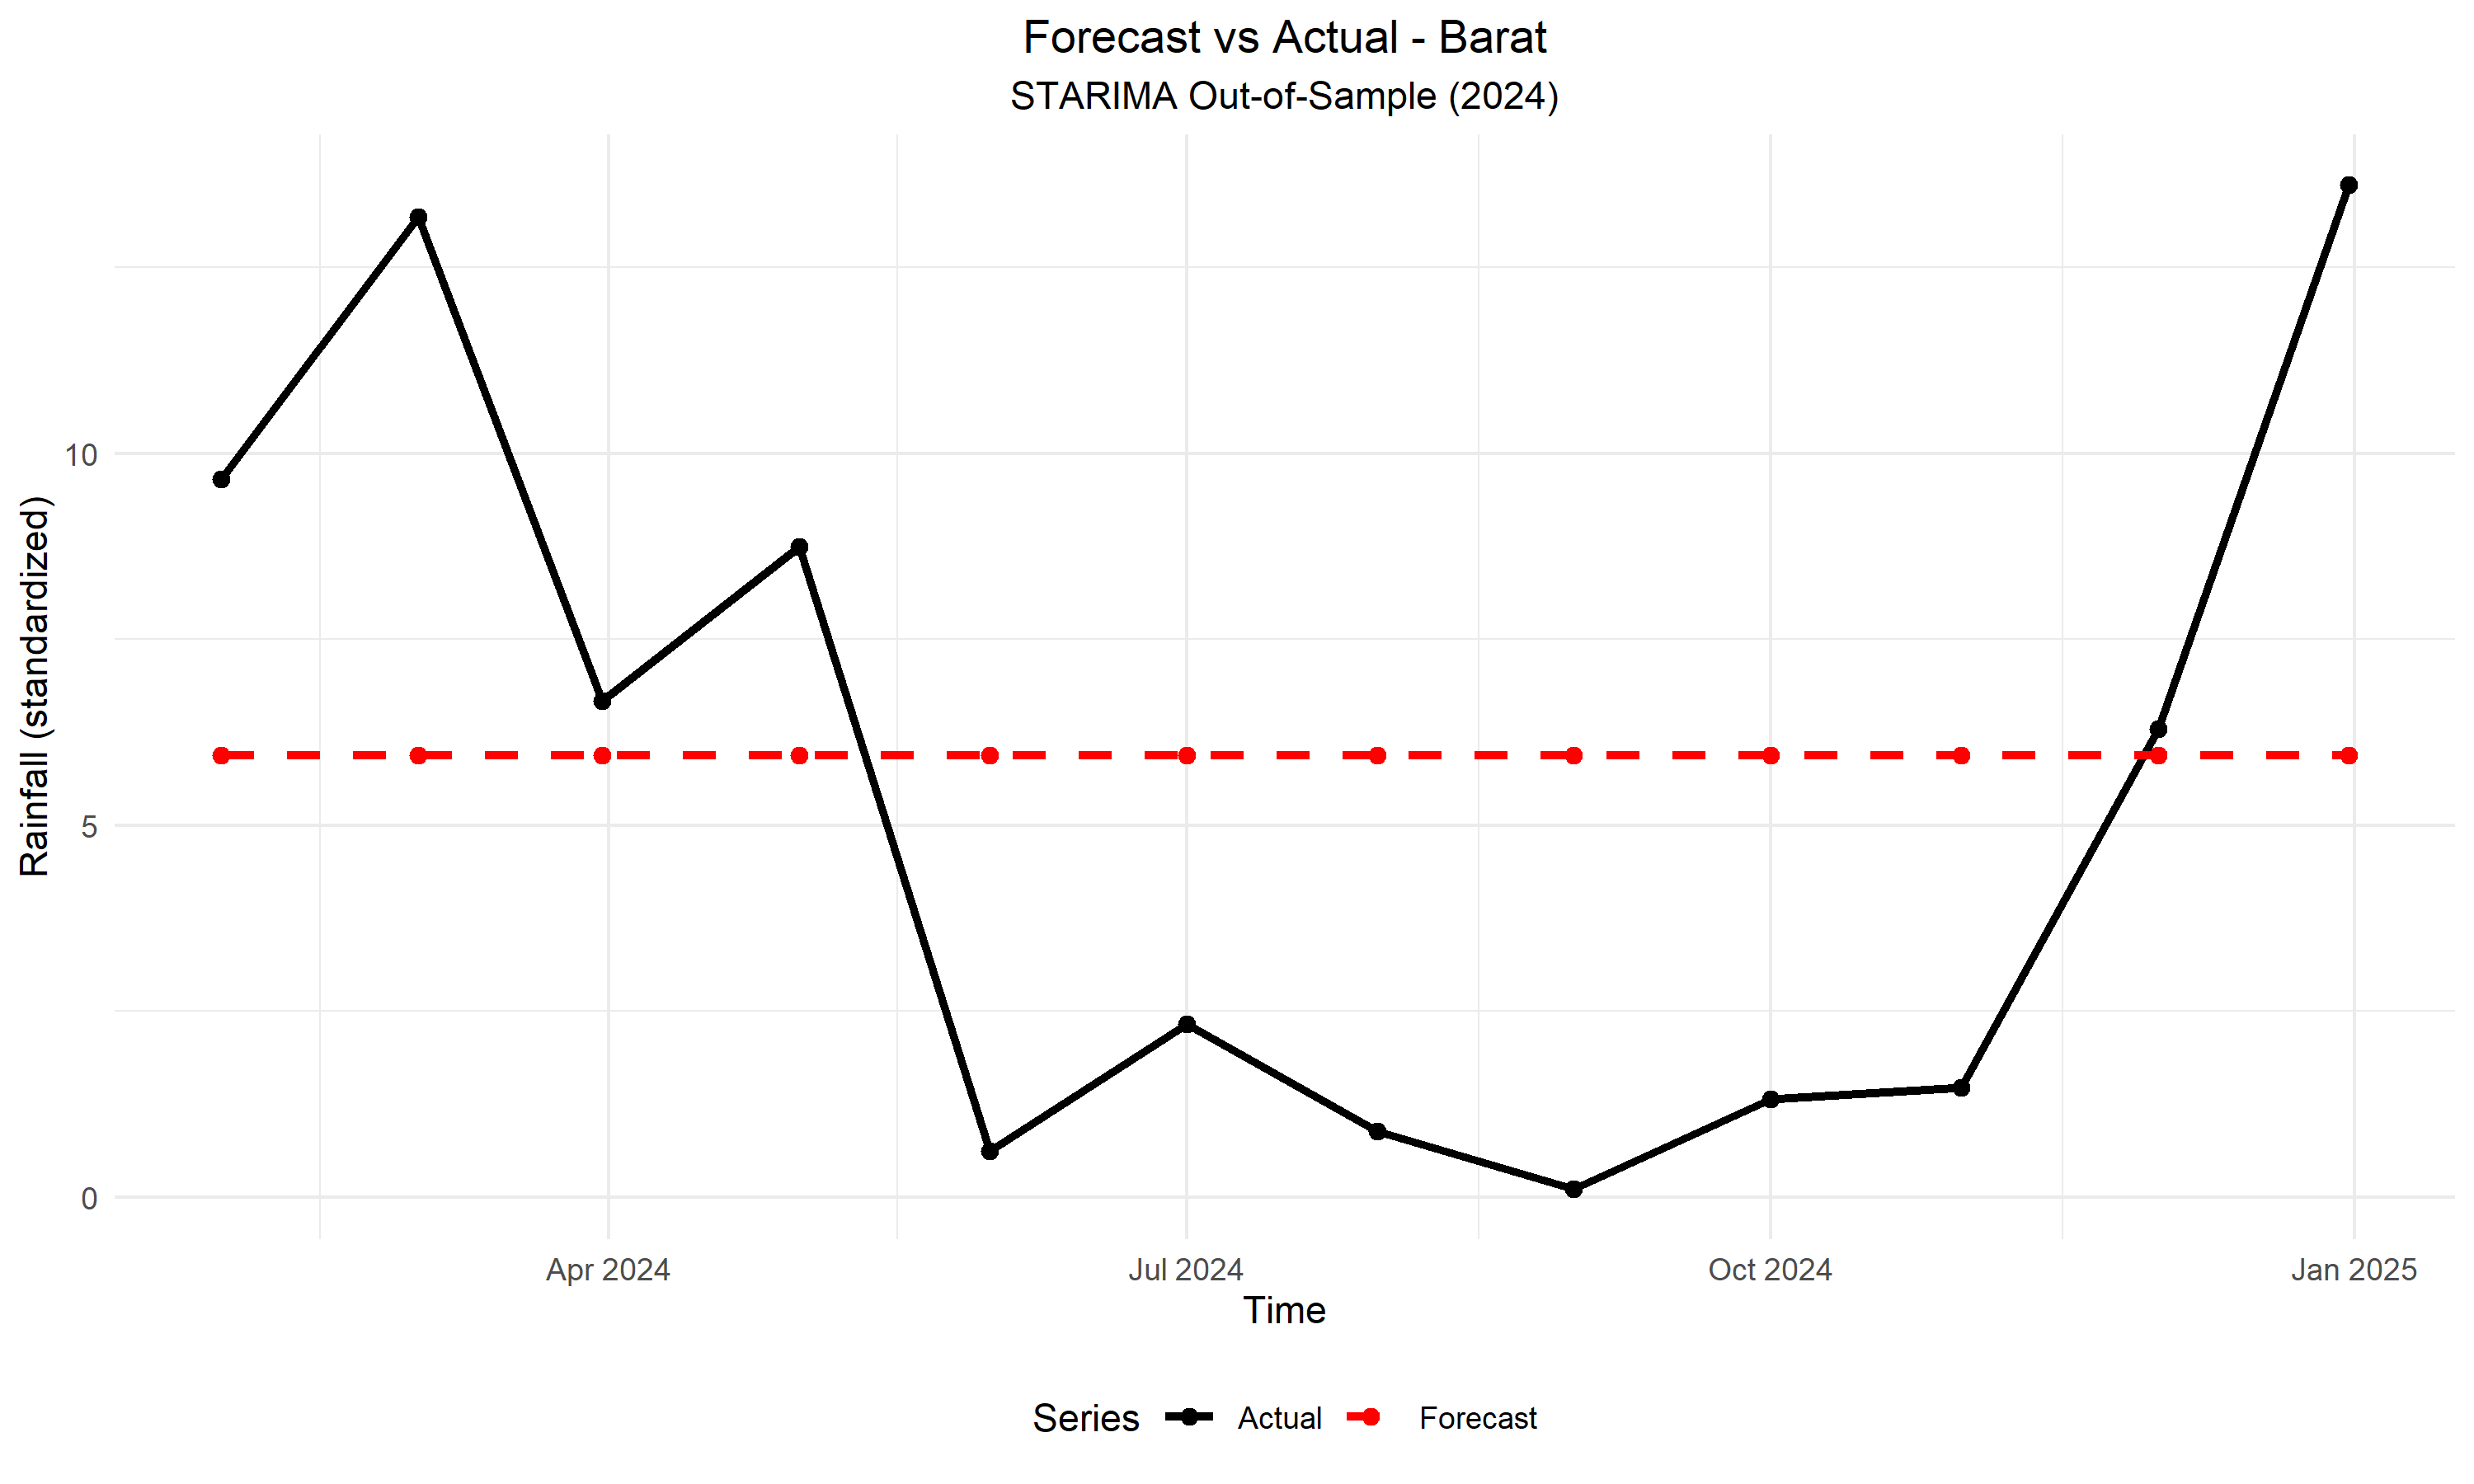 Forecast vs Actual - Barat
STARIMA Out-of-Sample (2024)
Rainfall (standardized)
10
5
0
Apr 2024
Jul 2024
Oct 2024
Jan 2025
Time
Series
Actual
Forecast